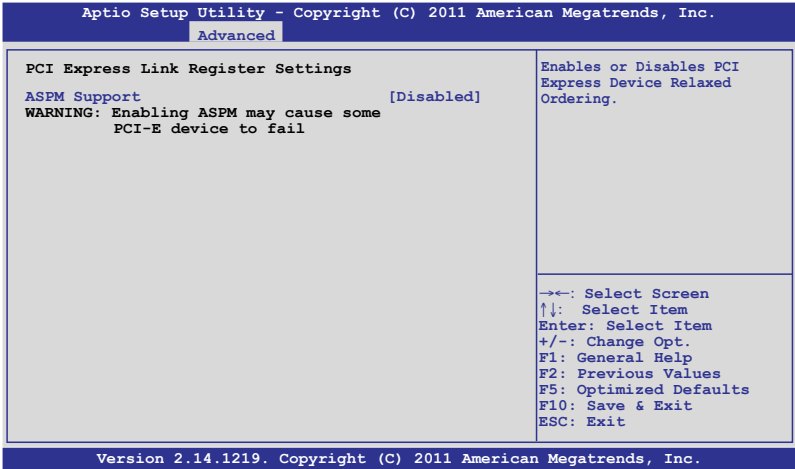 Aptio Setup Utility - Copyright (C) 2011 American Megatrends, Inc.
Advanced
PCI Express Link Register Settings
ASPM Support [Disabled]
WARNING: Enabling ASPM may cause some
PCI-E device to fail
Enables or Disables PCI
Express Device Relaxed
Ordering.
→←: Select Screen
↑↓: Select Item
Enter: Select Item
+/-: Change Opt.
F1: General Help
F2: Previous Values
F5: Optimized Defaults
F10: Save & Exit
ESC: Exit
Version 2.14.1219. Copyright (C) 2011 American Megatrends, Inc.